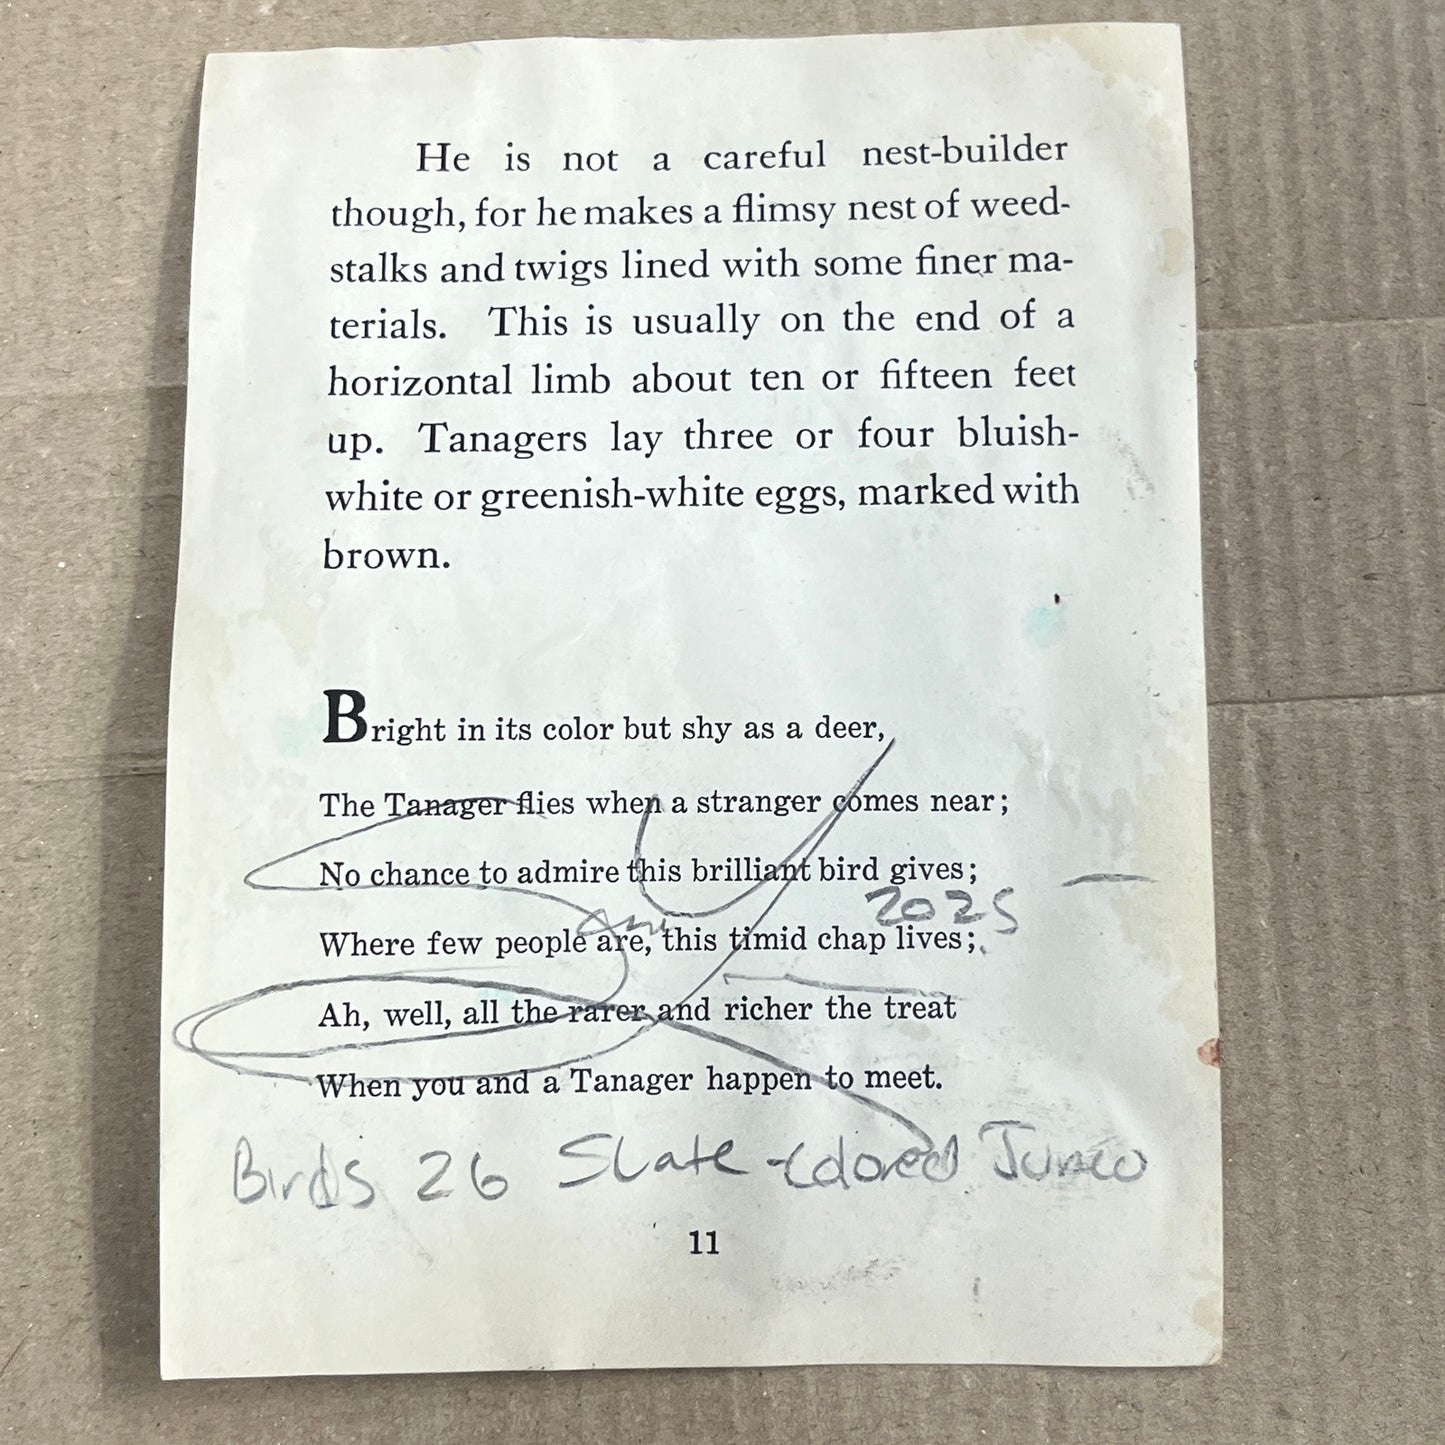 He is not a careful nest-builder
though, for he makes a flimsy nest of weed-
stalks and twigs lined with some finer ma-
terials. This is usually on the end of a
horizontal limb about ten or fifteen feet
up. Tanagers lay three or four bluish-
white or greenish-white eggs, marked with
brown.
Bright in its color but shy as a deer,
The Tanager flies when a stranger comes near;
No chance to admire this brilliant bird gives;
2025
Where few people are, this timid chap lives;
Ah, well, all the rarer and richer the treat
When you and a Tanager happen to meet.
Birds 26 Slate-Colored Junco
11